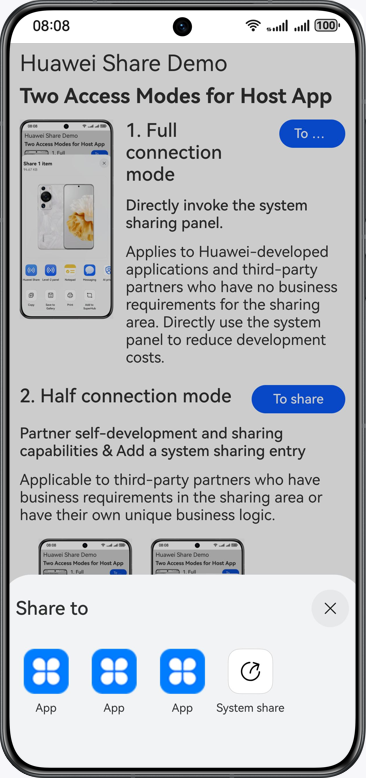 08:08
100
Huawei Share Demo
Two Access Modes for Host App
Huawei Share Demo
Two Access Modes for Host App
1. Full
Share 1 item
1. Full
connection
mode
To ...
Directly invoke the system
sharing panel.
Applies to Huawei-developed
applications and third-party
partners who have no business
requirements for the sharing
area. Directly use the system
panel to reduce development
costs.
2. Half connection mode
To share
Partner self-development and sharing
capabilities & Add a system sharing entry
Applicable to third-party partners who have
business requirements in the sharing area or
have their own unique business logic.
Huawei Share Demo
Two Access Modes for Host App
1. Full
Huawei Share Demo
Two Access Modes for Host App
1. Full
Share to
App
App
App
System share